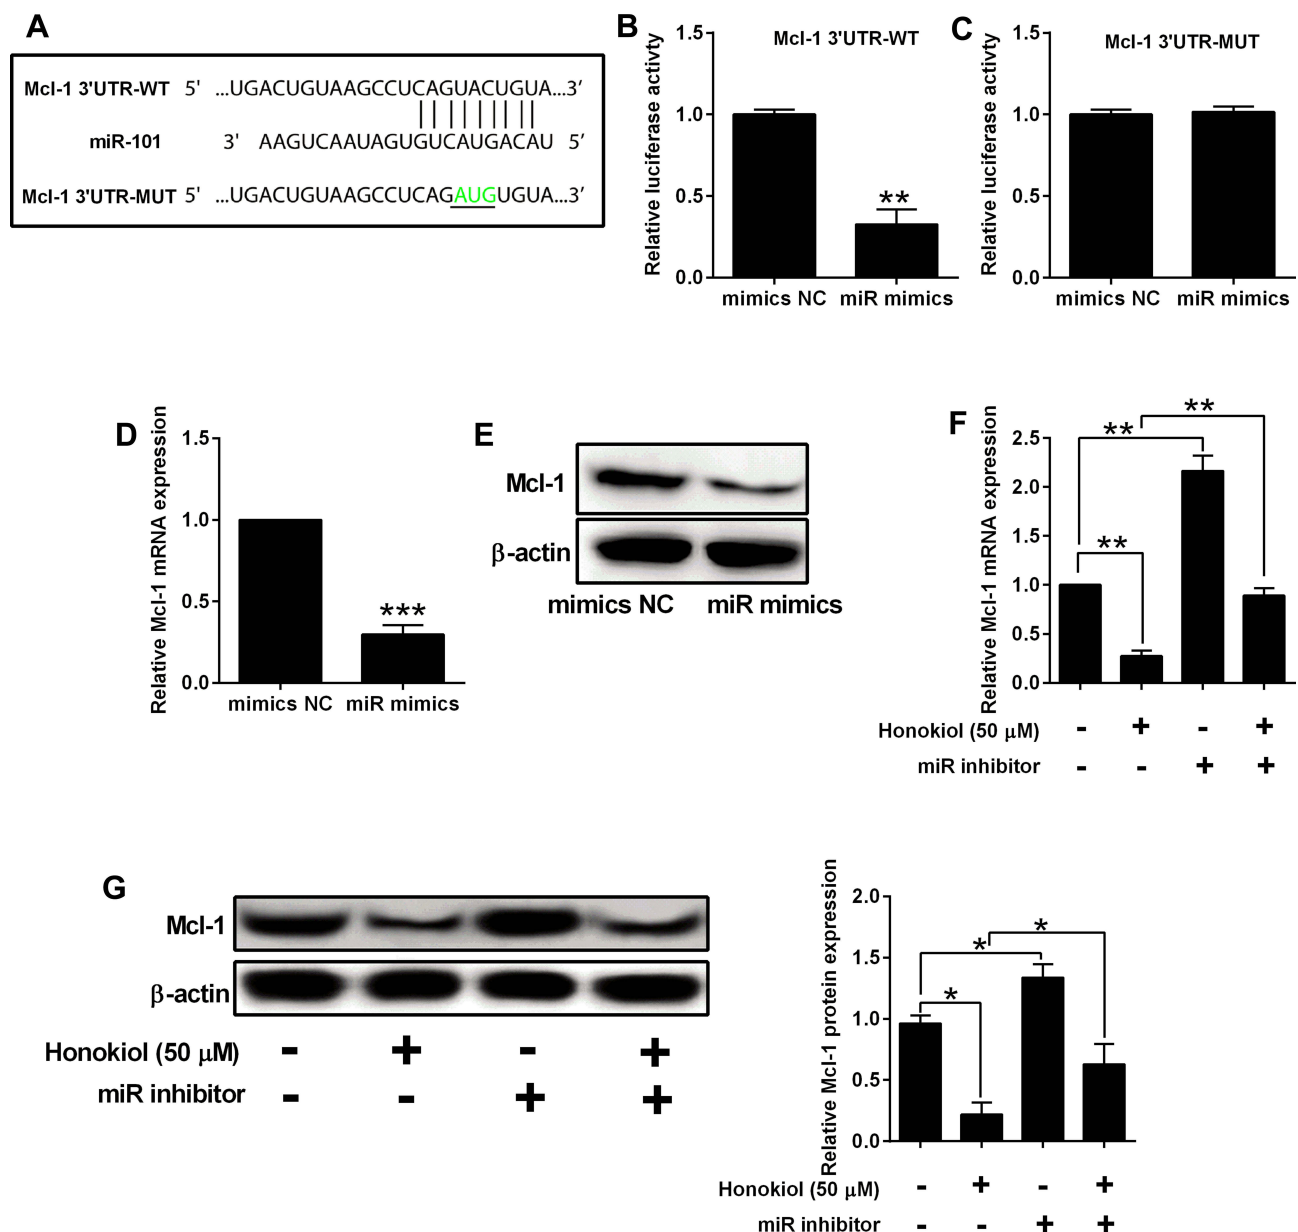 A
Mcl-1 3'UTR-WT 5' ...UGACUGUAAGCCUCAGUACUGUA...3'
miR-101 3' AAGUCAAUAGUGUCAUGACAU 5'
Mcl-1 3'UTR-MUT 5' ...UGACUGUAAGCCUCAGAUGUGUA...3'
B
Relative luciferase activty
Mcl-1 3'UTR-WT
1.5
1.0
0.5
0.0
**
mimics NC miR mimics
C
Relative luciferase activty
Mcl-1 3'UTR-MUT
1.5
1.0
0.5
0.0
mimics NC miR mimics
D
Relative Mcl-1 mRNA expression
1.5
1.0
0.5
0.0
***
mimics NC miR mimics
E
Mcl-1
β-actin
mimics NC miR mimics
F
Relative Mcl-1 mRNA expression
2.5
2.0
1.5
1.0
0.5
0.0
**
**
**
Honokiol (50 μM) - + - +
miR inhibitor - - + +
G
Mcl-1
β-actin
Honokiol (50 μM) - + - +
miR inhibitor - - + +
Relative Mcl-1 protein expression
2.0
1.5
1.0
0.5
0.0
*
*
*
Honokiol (50 μM) - + - +
miR inhibitor - - + +